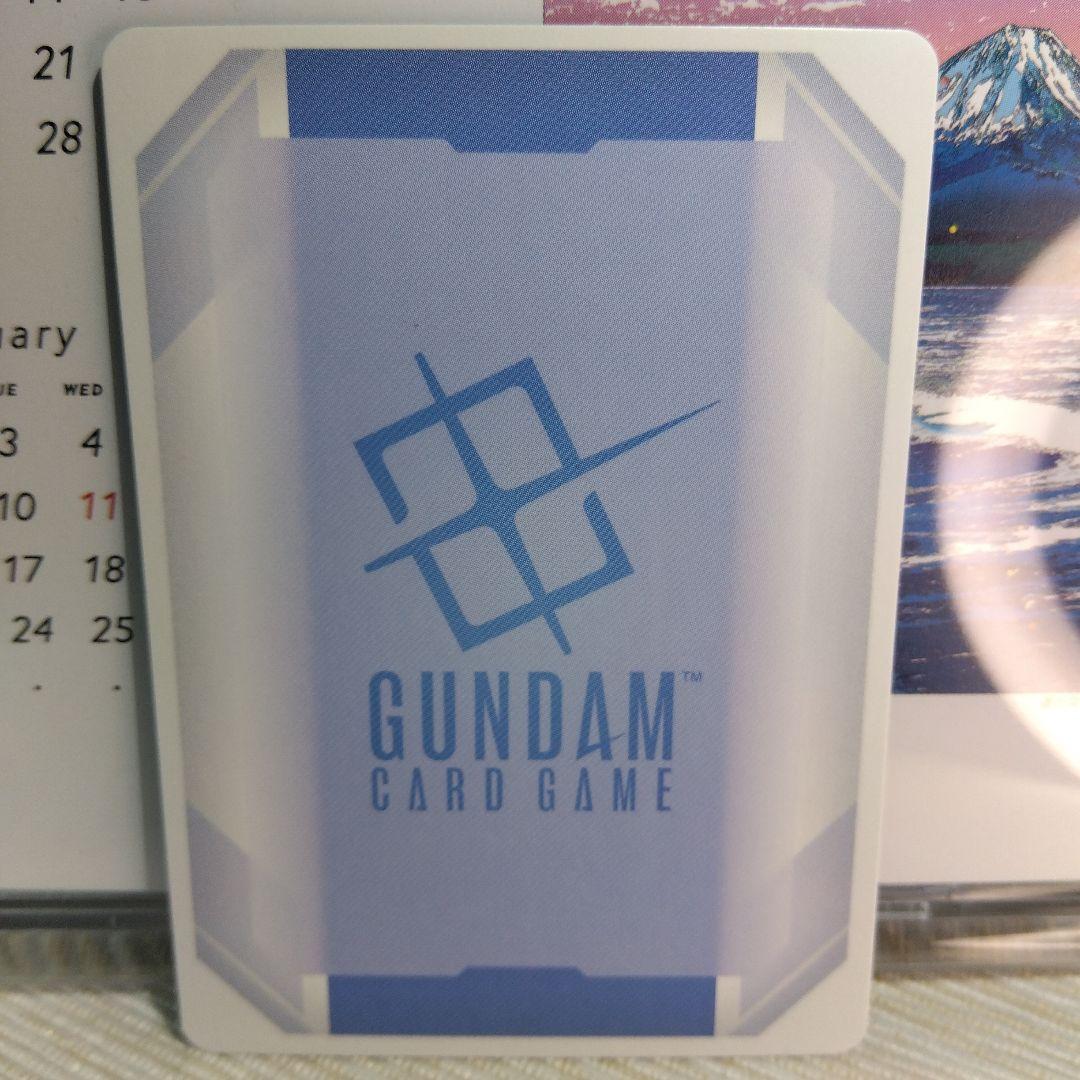 21
28
uary
UE WED
3 4
10 11
17 18
24 25
GUNDAM™
CARD GAME